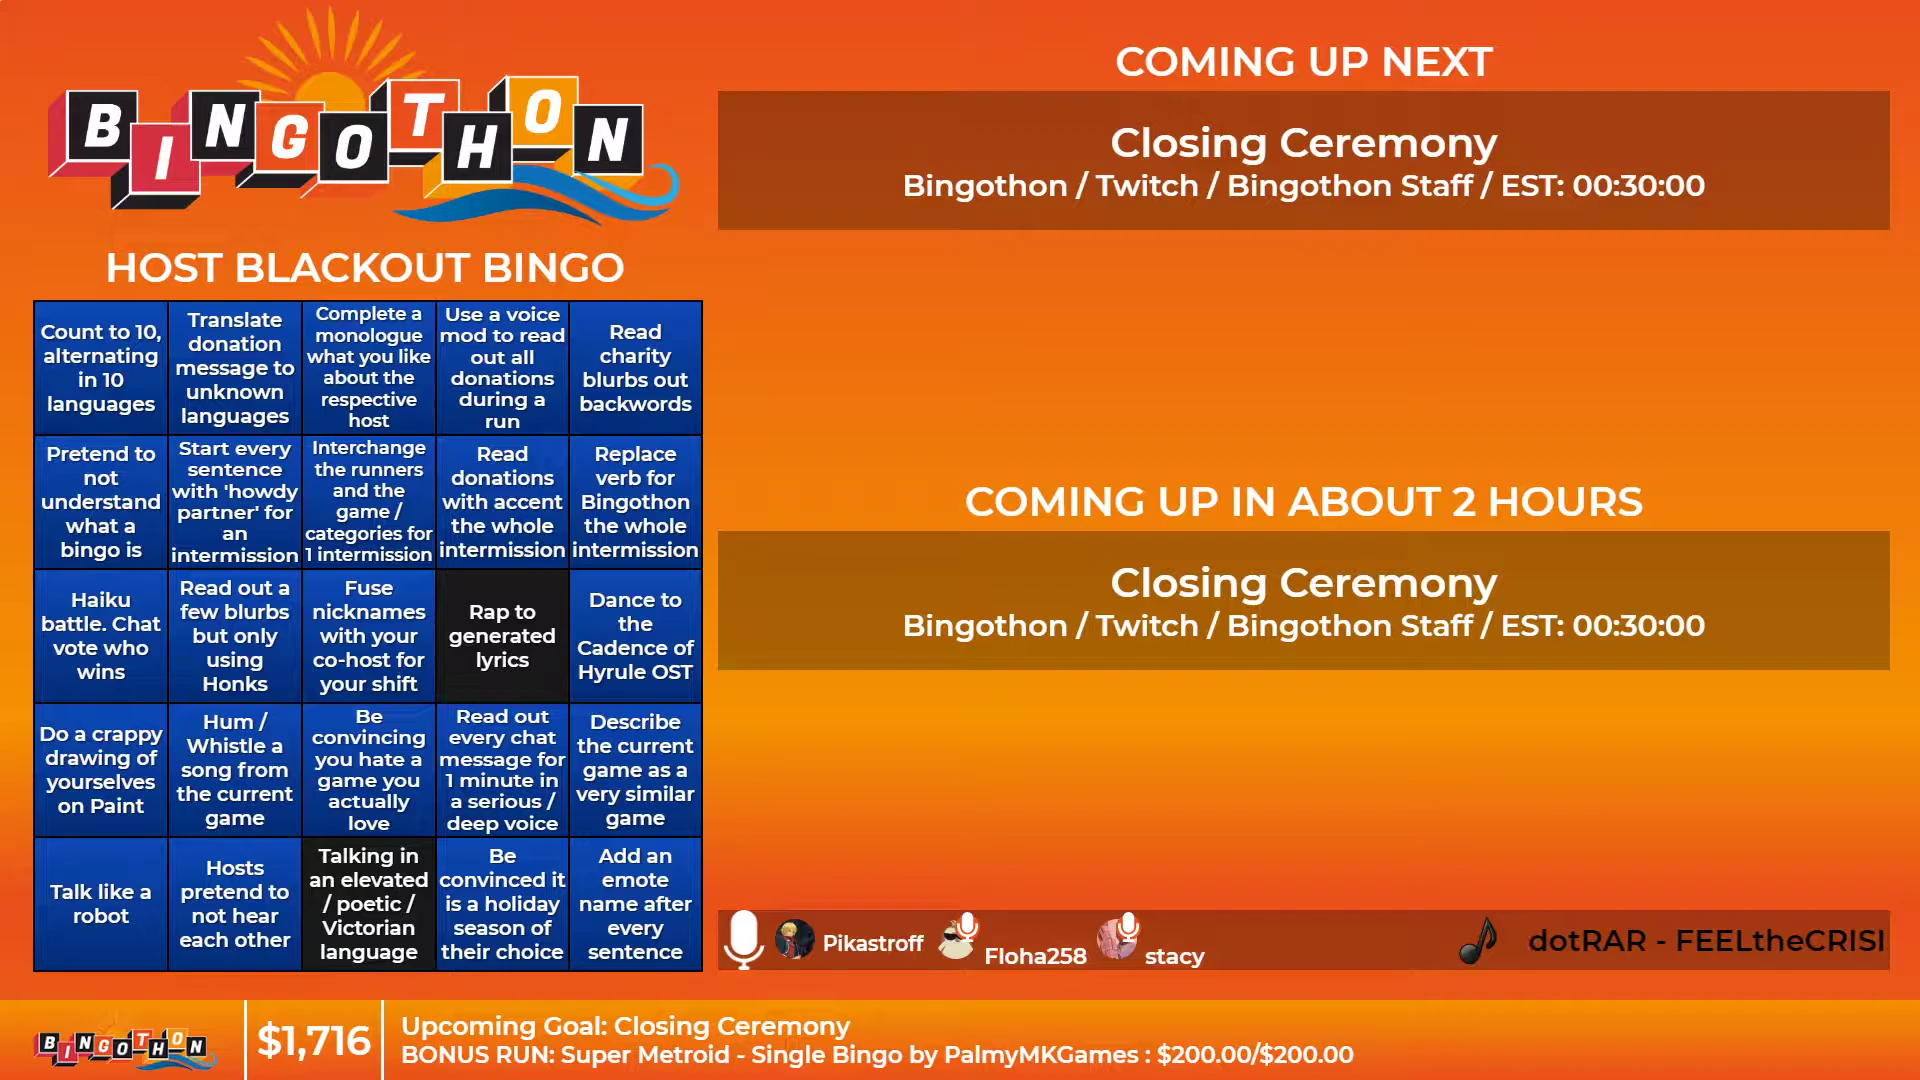 BINGOTHON
COMING UP NEXT
Closing Ceremony
Bingothon / Twitch / Bingothon Staff / EST: 00:30:00
HOST BLACKOUT BINGO
Count to 10,
alternating
in 10
languages
Translate
donation
message to
unknown
languages
Complete a
monologue
what you like
about the
respective
host
Use a voice
mod to read
out all
donations
during a
run
Read
charity
blurbs out
backwords
Pretend to
not
understand
what a
bingo is
Start every
sentence
with 'howdy
partner' for
an
intermission
Interchange
the runners
and the
game /
categories for
1 intermission
Read
donations
with accent
the whole
intermission
Replace
verb for
Bingothon
the whole
intermission
Haiku
battle. Chat
vote who
wins
Read out a
few blurbs
but only
using
Honks
Fuse
nicknames
with your
co-host for
your shift
Rap to
generated
lyrics
Dance to
the
Cadence of
Hyrule OST
Do a crappy
drawing of
yourselves
on Paint
Hum /
Whistle a
song from
the current
game
Be
convincing
you hate a
game you
actually
love
Read out
every chat
message for
1 minute in
a serious /
deep voice
Describe
the current
game as a
very similar
game
Talk like a
robot
Hosts
pretend to
not hear
each other
Talking in
an elevated
/ poetic /
Victorian
language
Be
convinced it
is a holiday
season of
their choice
Add an
emote
name after
every
sentence
COMING UP IN ABOUT 2 HOURS
Closing Ceremony
Bingothon / Twitch / Bingothon Staff / EST: 00:30:00
Pikastroff
Floha258
stacy
dotRAR - FEELtheCRISI
BINGOTHON
$1,716
Upcoming Goal: Closing Ceremony
BONUS RUN: Super Metroid - Single Bingo by PalmyMKGames : $200.00/$200.00